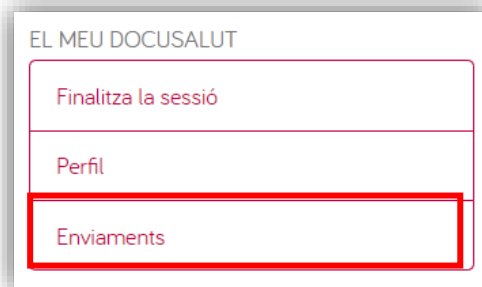 EL MEU DOCUSALUT
Finalitza la sessió
Perfil
Enviaments